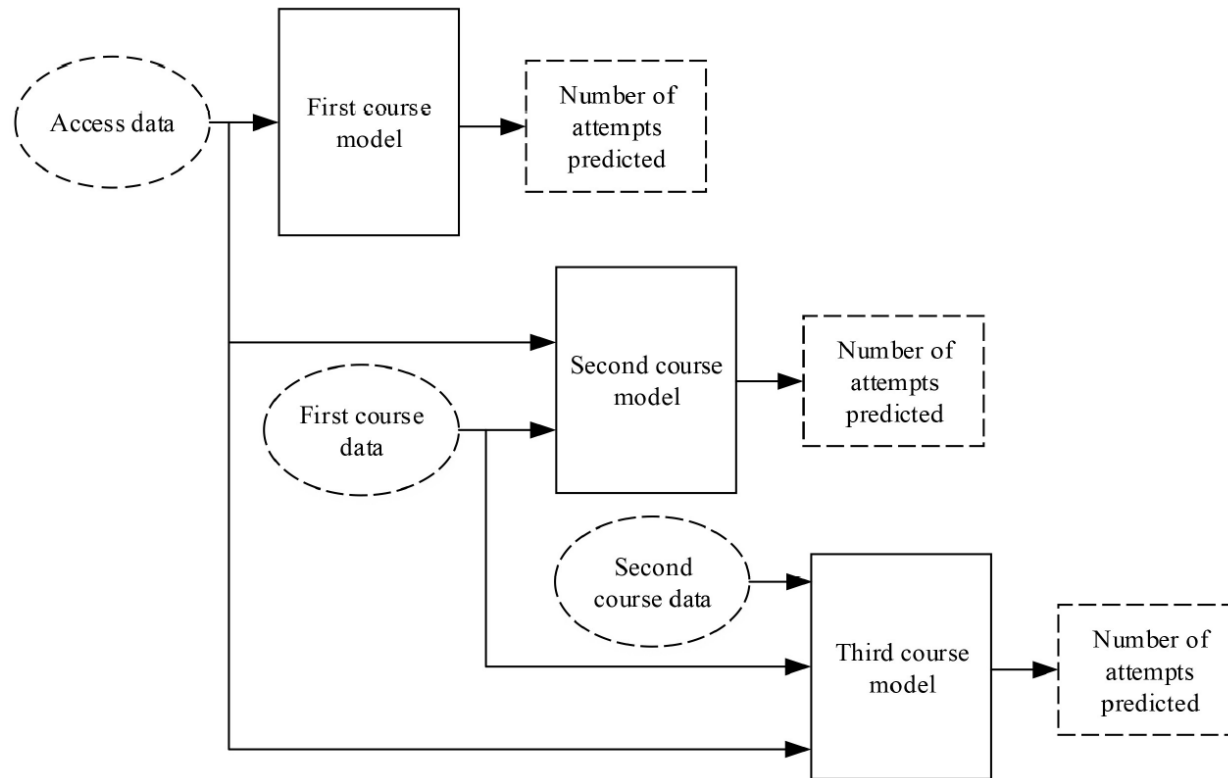 Access data
First course
model
Number of
attempts
predicted
Second course
model
Number of
attempts
predicted
First course
data
Second
course data
Third course
model
Number of
attempts
predicted